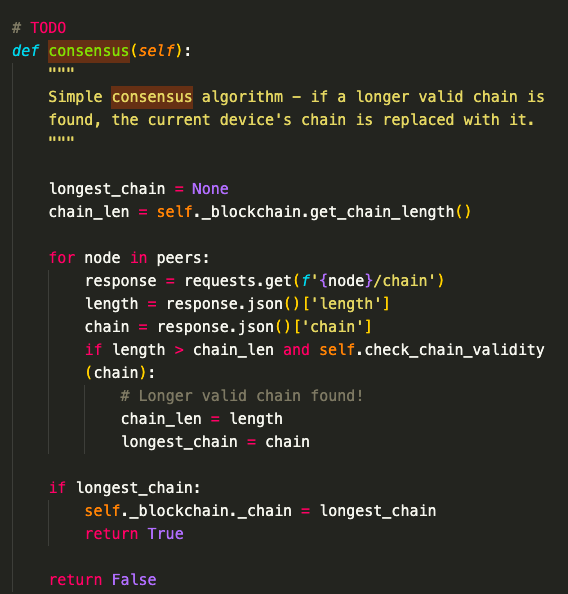 # TODO
def consensus(self):
"""
Simple consensus algorithm – if a longer valid chain is
found, the current device's chain is replaced with it.
"""
longest_chain = None
chain_len = self._blockchain.get_chain_length()
for node in peers:
response = requests.get(f'{node}/chain')
length = response.json()['length']
chain = response.json()['chain']
if length > chain_len and self.check_chain_validity
(chain):
# Longer valid chain found!
chain_len = length
longest_chain = chain
if longest_chain:
self._blockchain._chain = longest_chain
return True
return False